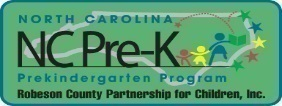 NORTH CAROLINA
NC Pre-K
Prekindergarten Program
Robeson County Partnership for Children, Inc.